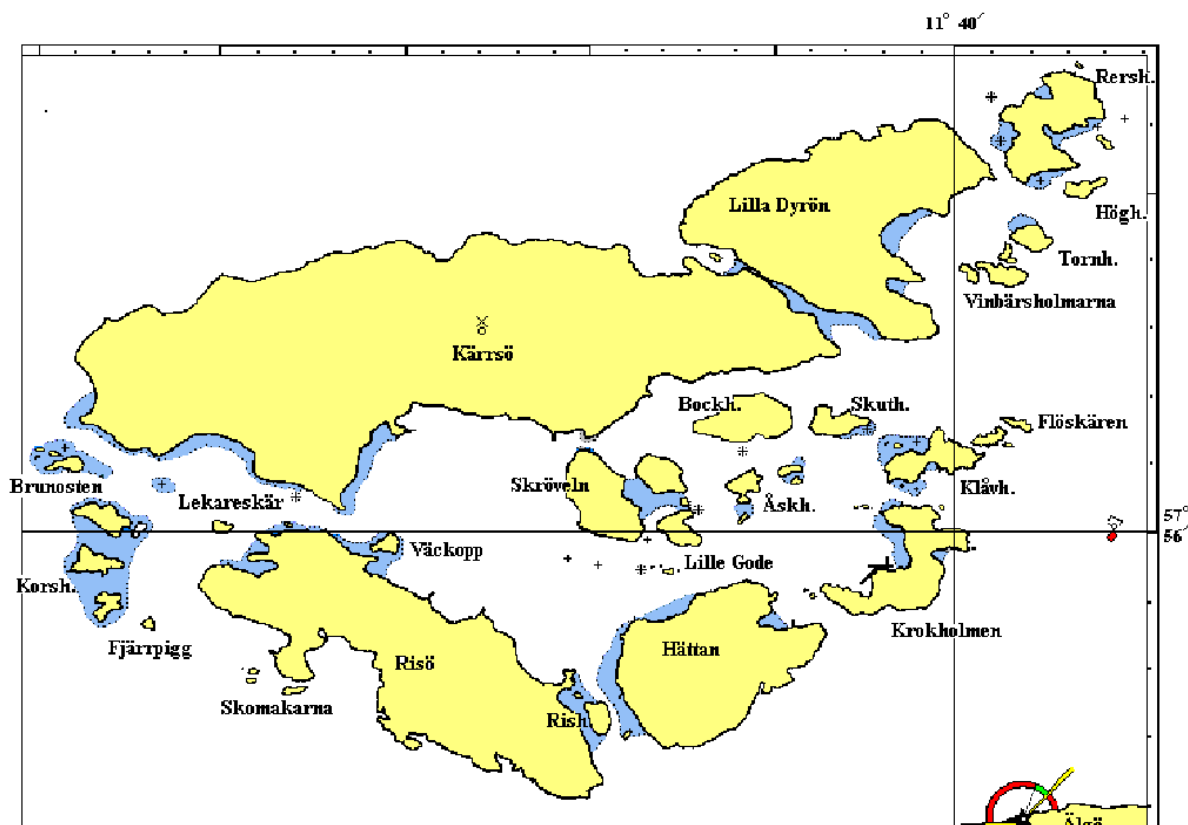 11° 40′
Rersh.
Lilla Dyrön
Högh.
Tornh.
Vinbärsholmarna
Kärrsö
Bockh.
Skuth.
Flöskären
Brunosten
Lekareskär
Skröveln
Åskh.
Klåvh.
57°
56′
Väckopp
Lille Gode
Korsh.
Krokholmen
Fjärrpigg
Risö
Hättan
Skomakarna
Rish.
Älgö